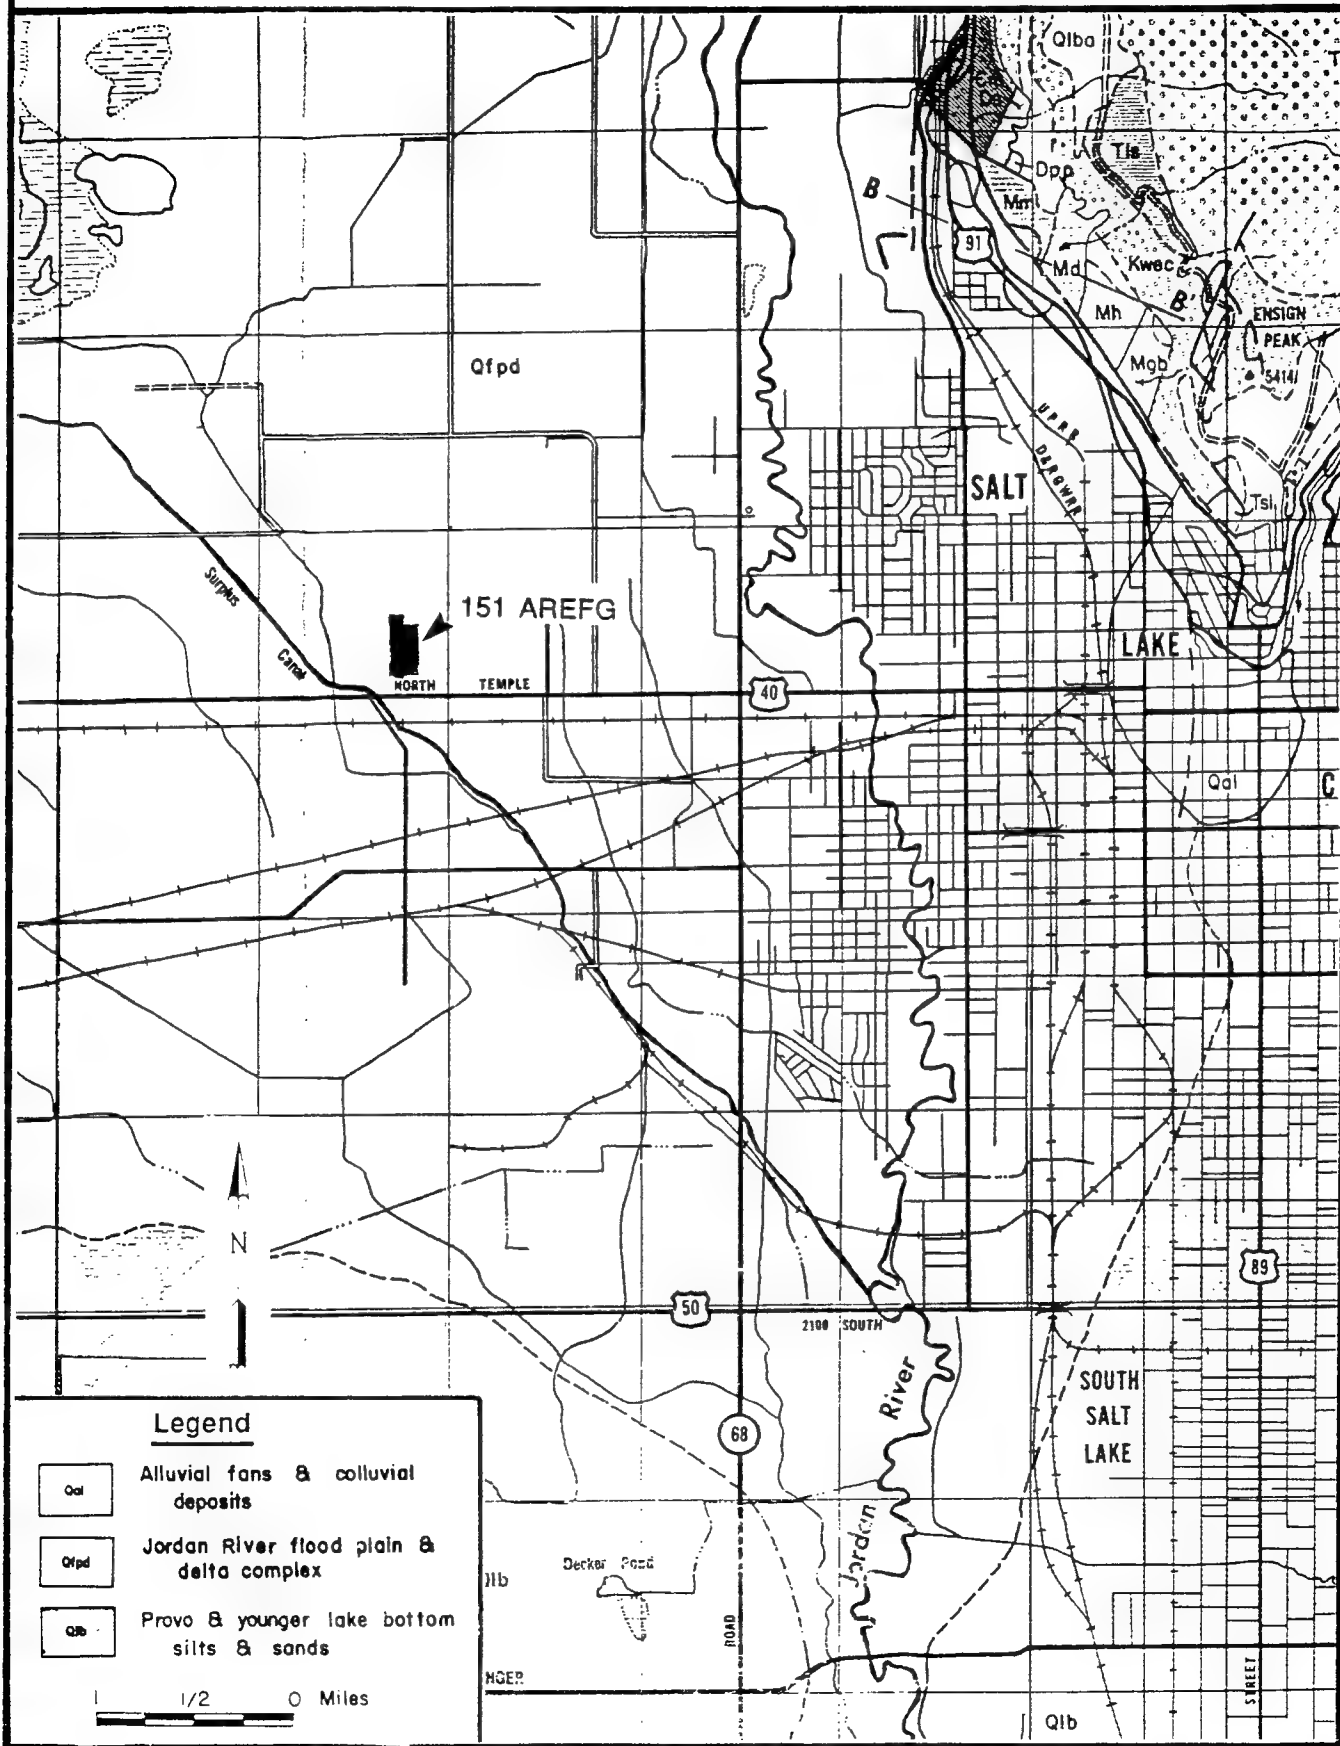 Qlba
Tls
Dpp
Mml
B
91
Md
Kwec
B'
Mh
ENSIGN
PEAK
Qfpd
Mgb
5414
UPRR
D&RGWRR
SALT
Tsl
Surplus
Canal
151 AREFG
LAKE
NORTH TEMPLE
40
Qal
C
N
89
50
2100 SOUTH
River
SOUTH
SALT
LAKE
68
Jordan
Decker Pond
ROAD
STREET
Qlb
Legend
Qal
Alluvial fans & colluvial
deposits
Qfpd
Jordan River flood plain &
delta complex
Qlb
Provo & younger lake bottom
silts & sands
1 1/2 0 Miles